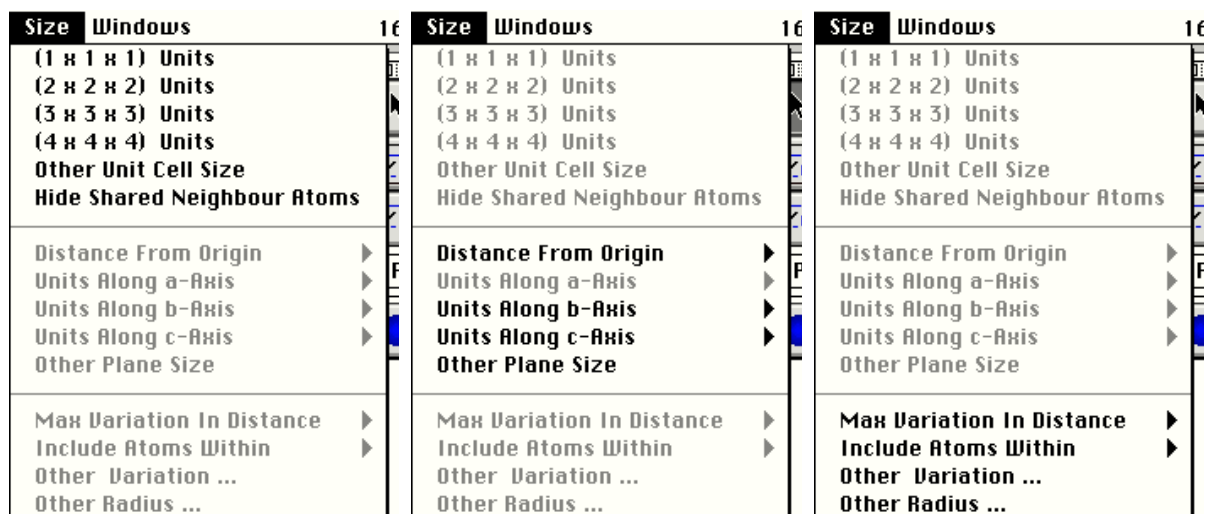 Size Windows 16
(1 x 1 x 1) Units
(2 x 2 x 2) Units
(3 x 3 x 3) Units
(4 x 4 x 4) Units
Other Unit Cell Size
Hide Shared Neighbour Atoms
Distance From Origin
Units Along a-Axis
Units Along b-Axis
Units Along c-Axis
Other Plane Size
Max Variation In Distance
Include Atoms Within
Other Variation ...
Other Radius ...
Size Windows 16
(1 x 1 x 1) Units
(2 x 2 x 2) Units
(3 x 3 x 3) Units
(4 x 4 x 4) Units
Other Unit Cell Size
Hide Shared Neighbour Atoms
Distance From Origin
Units Along a-Axis
Units Along b-Axis
Units Along c-Axis
Other Plane Size
Max Variation In Distance
Include Atoms Within
Other Variation ...
Other Radius ...
Size Windows 16
(1 x 1 x 1) Units
(2 x 2 x 2) Units
(3 x 3 x 3) Units
(4 x 4 x 4) Units
Other Unit Cell Size
Hide Shared Neighbour Atoms
Distance From Origin
Units Along a-Axis
Units Along b-Axis
Units Along c-Axis
Other Plane Size
Max Variation In Distance
Include Atoms Within
Other Variation ...
Other Radius ...